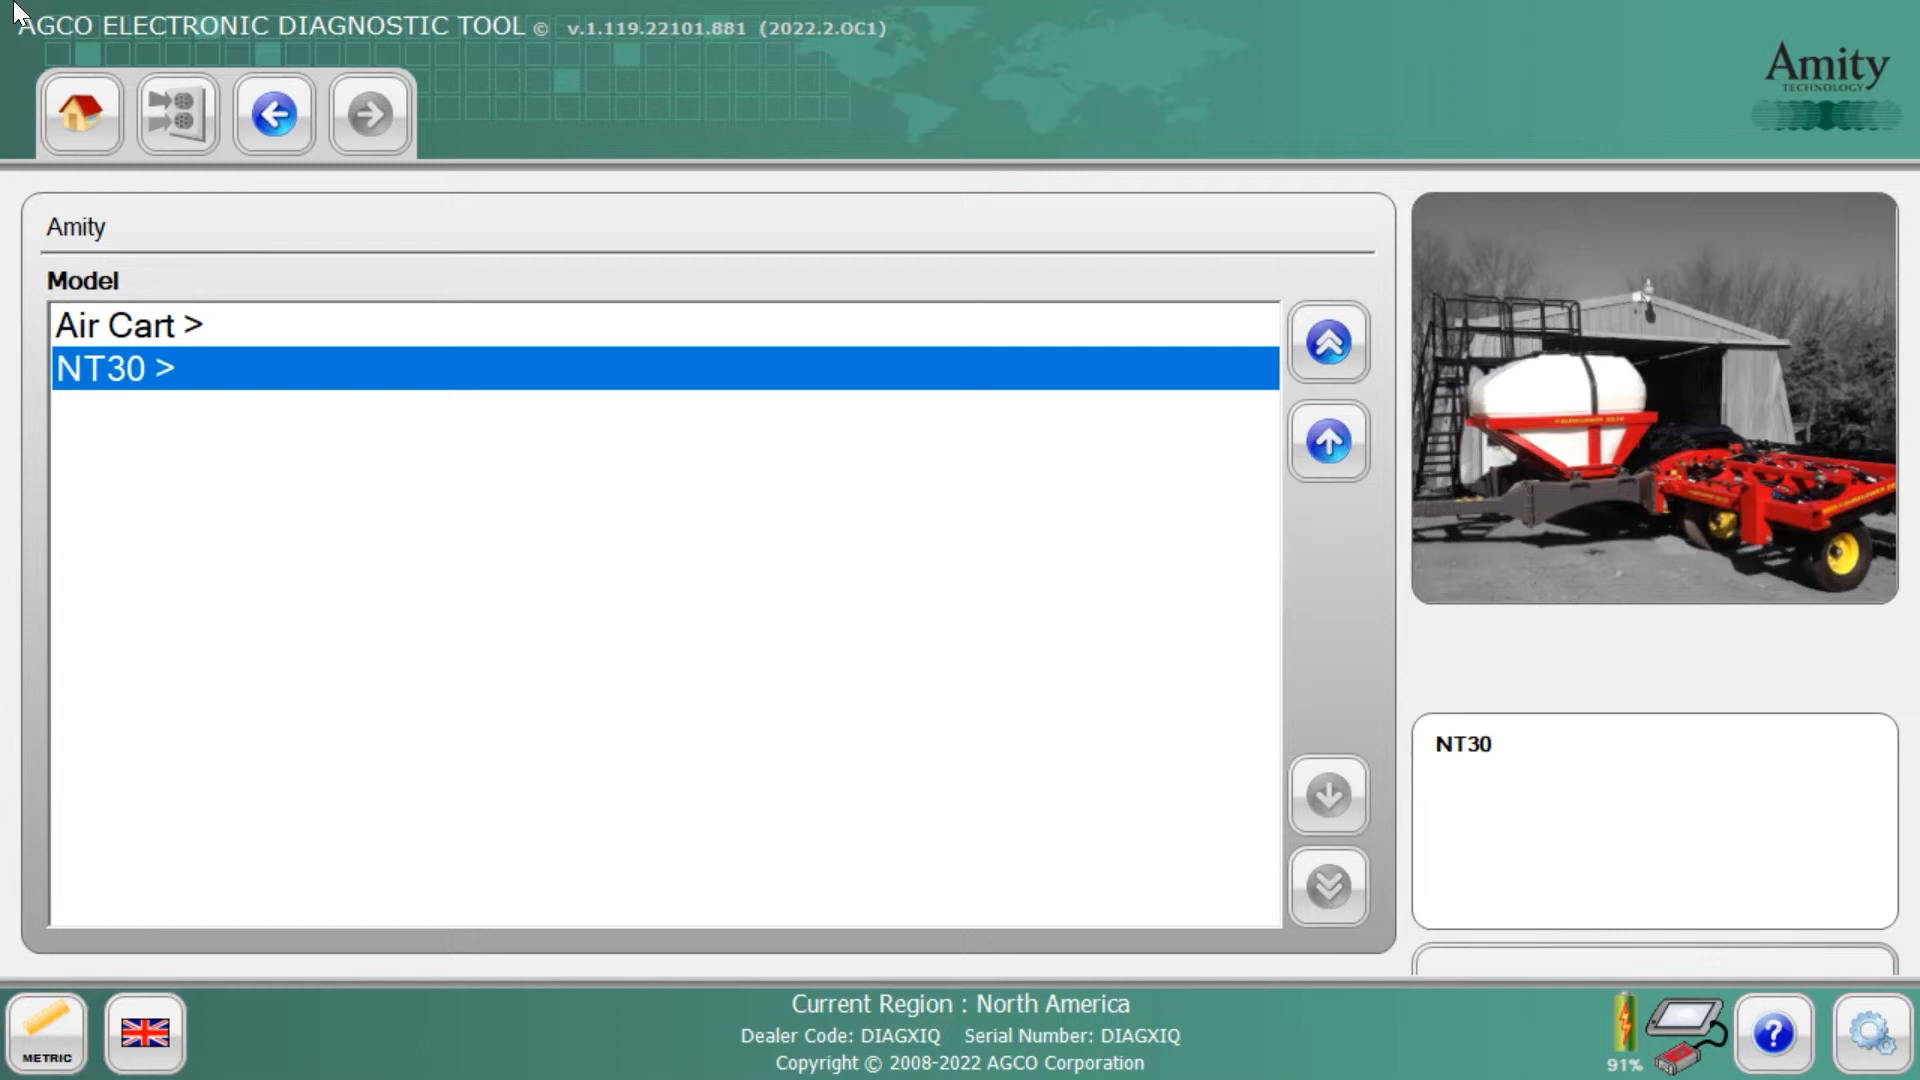 AGCO ELECTRONIC DIAGNOSTIC TOOL © v.1.119.22101.881 (2022.2.OC1)
Amity
TECHNOLOGY
Amity
Model
Air Cart >
NT30 >
NT30
METRIC
Current Region : North America
Dealer Code: DIAGXIQ Serial Number: DIAGXIQ
Copyright © 2008-2022 AGCO Corporation
91%
?